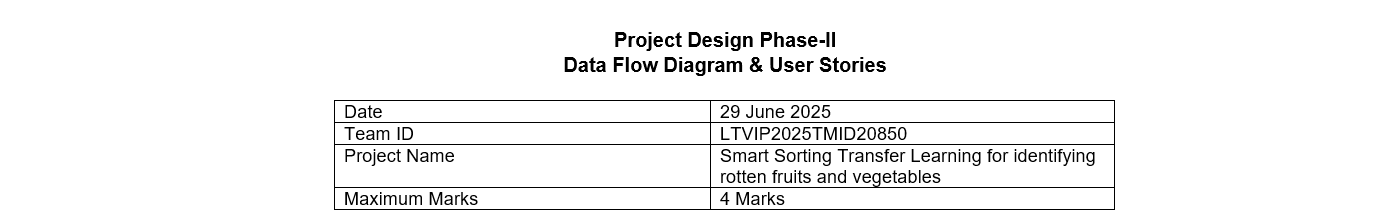 Project Design Phase-II
Data Flow Diagram & User Stories
Date 29 June 2025
Team ID LTVIP2025TMID20850
Project Name Smart Sorting Transfer Learning for identifying
rotten fruits and vegetables
Maximum Marks 4 Marks